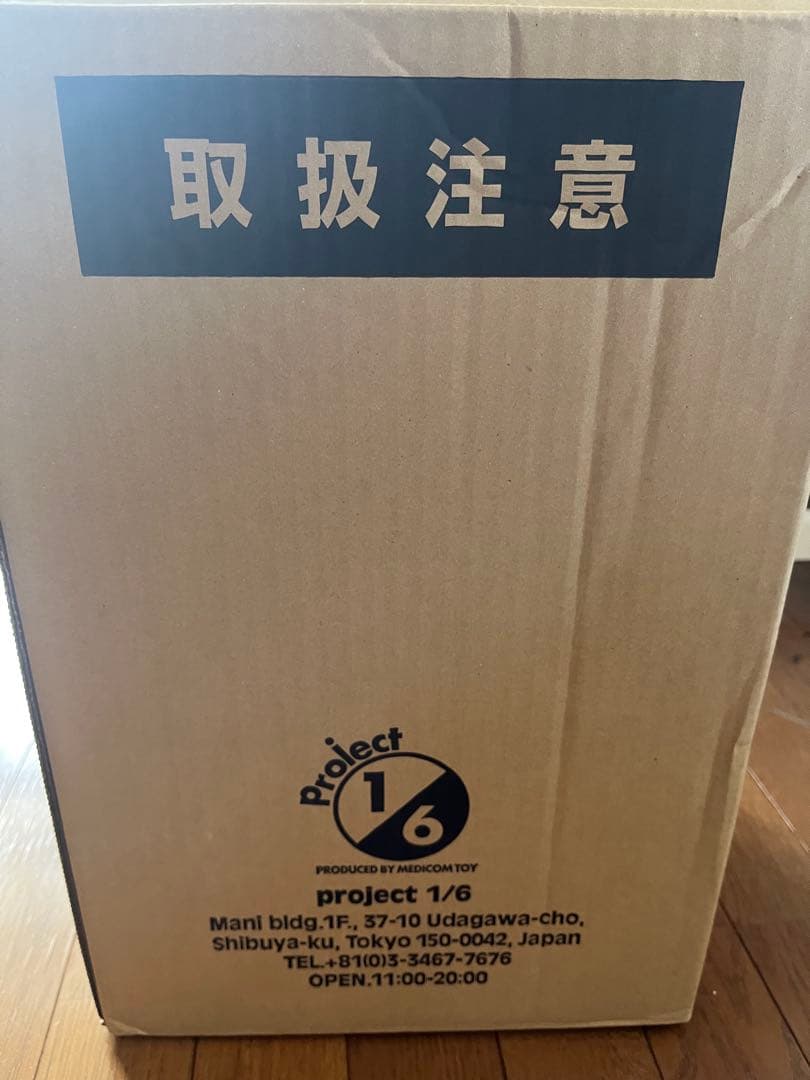 取扱注意
Project
1/6
PRODUCED BY MEDICOM TOY
project 1/6
Mani bldg.1F., 37-10 Udagawa-cho,
Shibuya-ku, Tokyo 150-0042, Japan
TEL.+81(0)3-3467-7676
OPEN.11:00-20:00